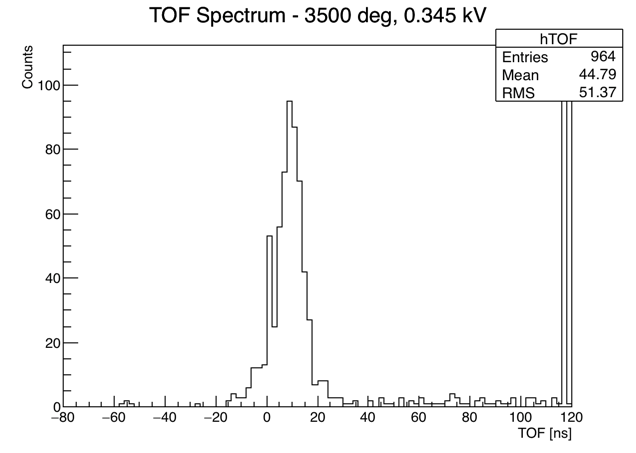 TOF Spectrum - 3500 deg, 0.345 kV
hTOF
Entries 964
Mean 44.79
RMS 51.37
Counts
100
80
60
40
20
0
−80 −60 −40 −20 0 20 40 60 80 100 120
TOF [ns]